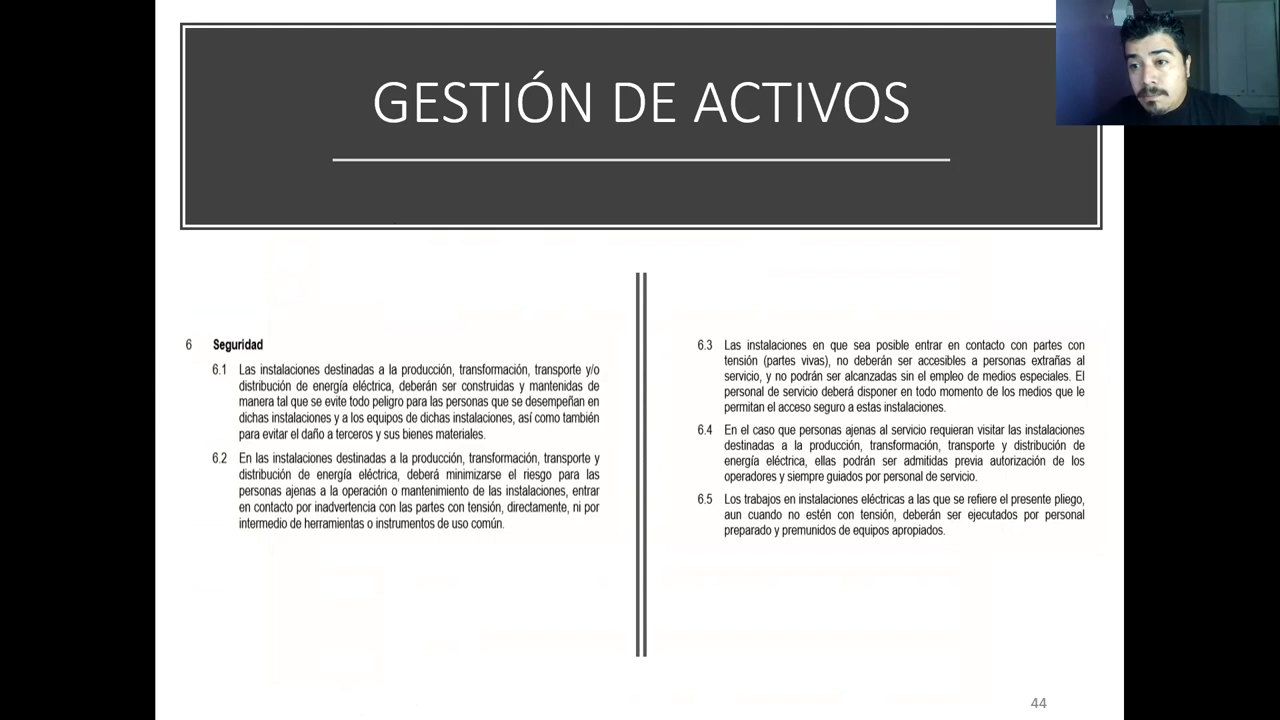 GESTIÓN DE ACTIVOS
6 Seguridad
6.1 Las instalaciones destinadas a la producción, transformación, transporte y/o
distribución de energía eléctrica, deberán ser construidas y mantenidas de
manera tal que se evite todo peligro para las personas que se desempeñan en
dichas instalaciones y a los equipos de dichas instalaciones, así como también
para evitar el daño a terceros y sus bienes materiales.
6.2 En las instalaciones destinadas a la producción, transformación, transporte y
distribución de energía eléctrica, deberá minimizarse el riesgo para las
personas ajenas a la operación o mantenimiento de las instalaciones, entrar
en contacto por inadvertencia con las partes con tensión, directamente, ni por
intermedio de herramientas o instrumentos de uso común.
6.3 Las instalaciones en que sea posible entrar en contacto con partes con
tensión (partes vivas), no deberán ser accesibles a personas extrañas al
servicio, y no podrán ser alcanzadas sin el empleo de medios especiales. El
personal de servicio deberá disponer en todo momento de los medios que le
permitan el acceso seguro a estas instalaciones.
6.4 En el caso que personas ajenas al servicio requieran visitar las instalaciones
destinadas a la producción, transformación, transporte y distribución de
energía eléctrica, ellas podrán ser admitidas previa autorización de los
operadores y siempre guiados por personal de servicio.
6.5 Los trabajos en instalaciones eléctricas a las que se refiere el presente pliego,
aun cuando no estén con tensión, deberán ser ejecutados por personal
preparado y premunidos de equipos apropiados.
44